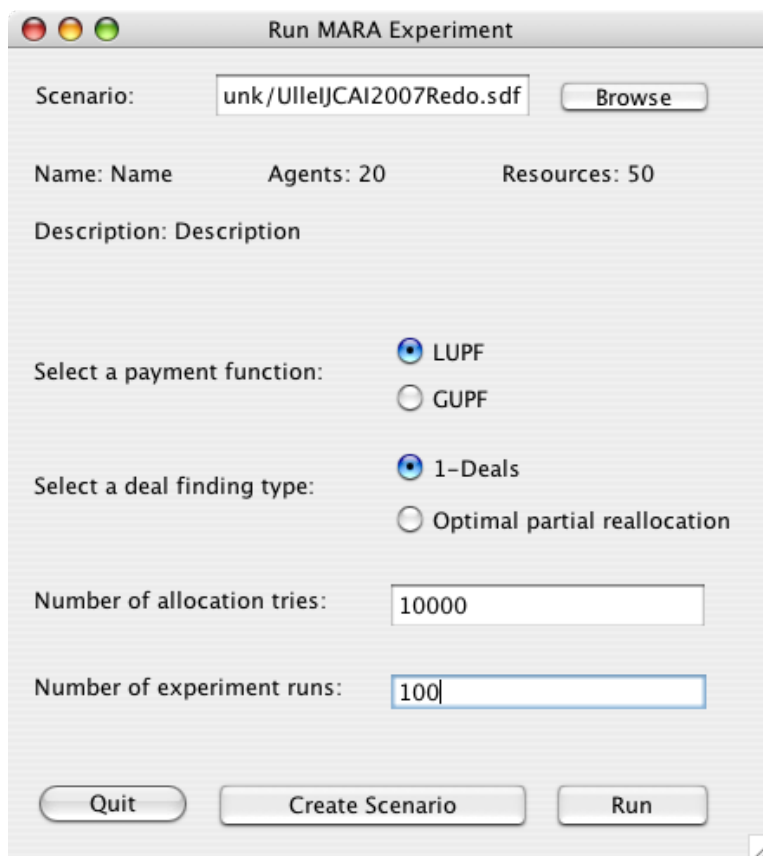 Run MARA Experiment
Scenario: unk/UlleIJCAI2007Redo.sdf Browse
Name: Name Agents: 20 Resources: 50
Description: Description
Select a payment function:
LUPF
GUPF
Select a deal finding type:
1-Deals
Optimal partial reallocation
Number of allocation tries: 10000
Number of experiment runs: 100
Quit Create Scenario Run